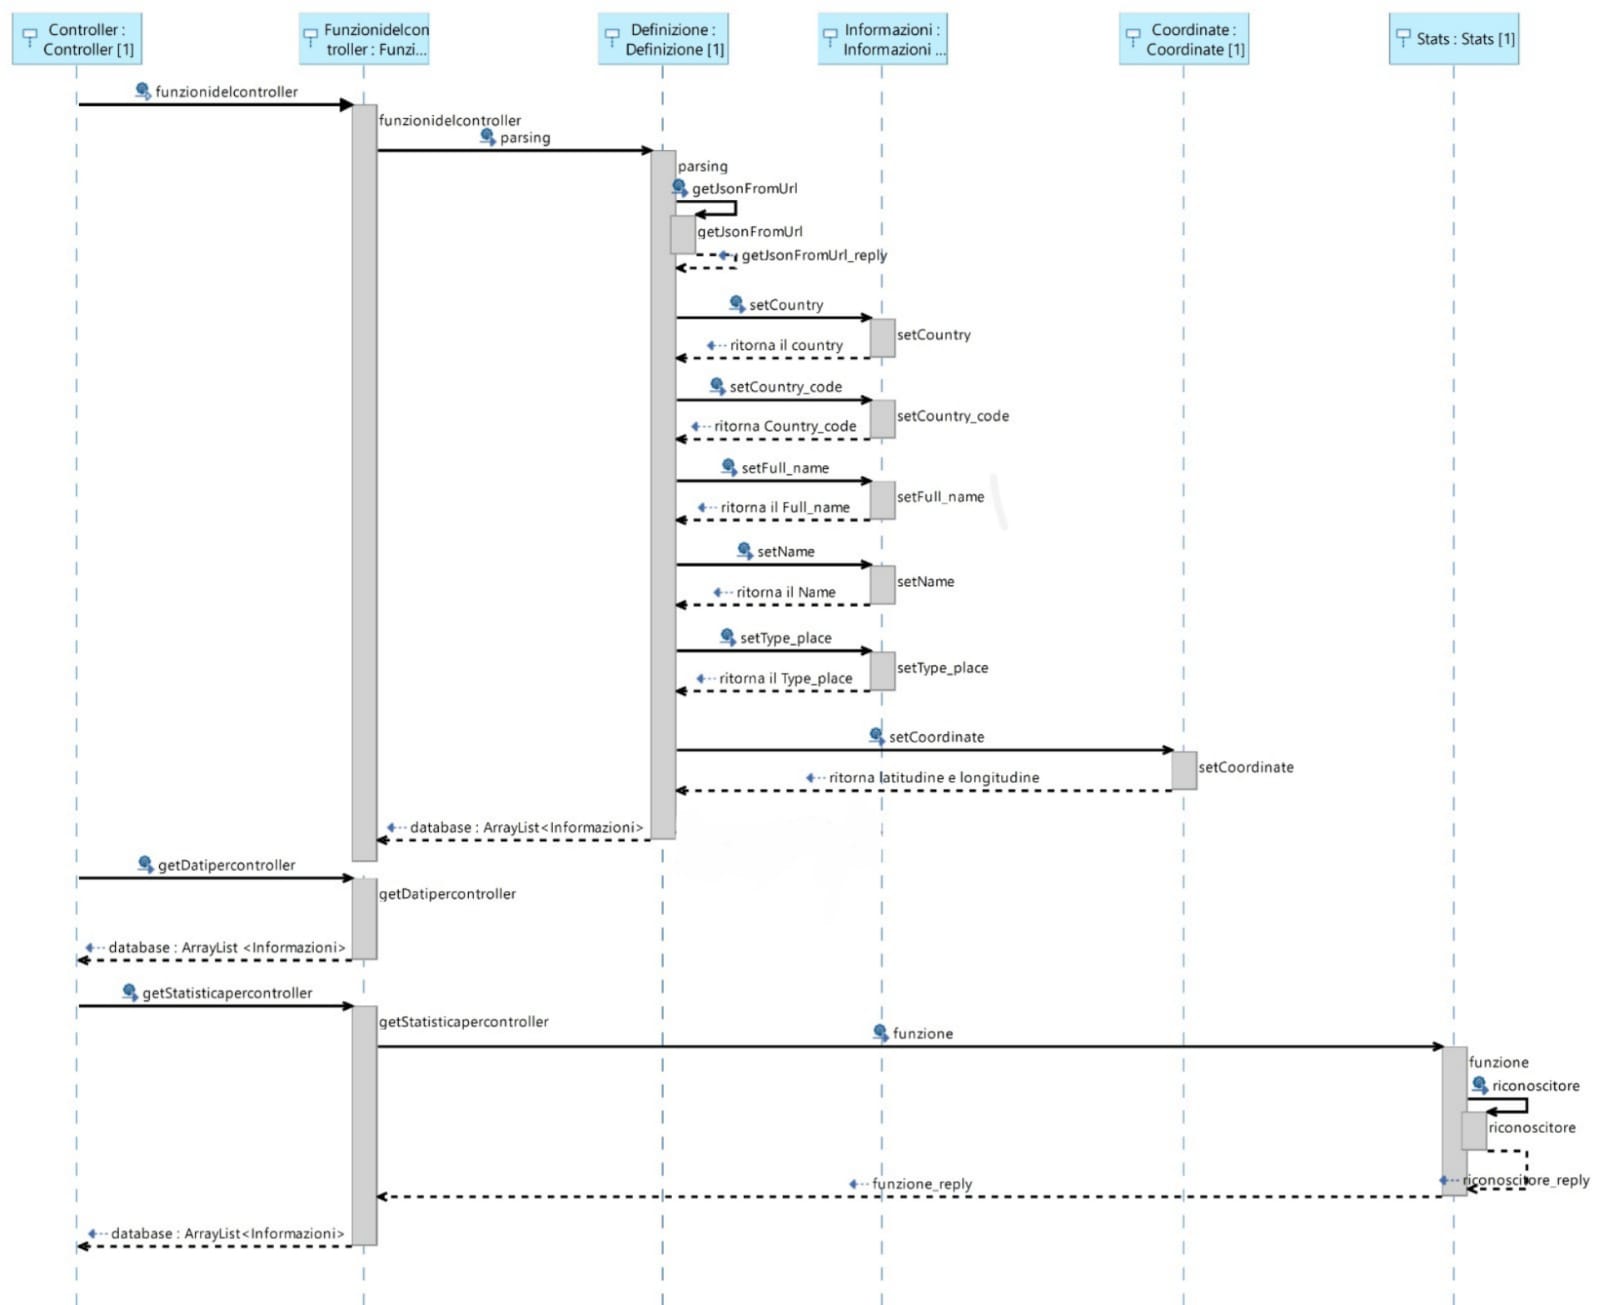 Controller :
Controller [1]
Funzionidelcon
troller : Funzi...
Definizione :
Definizione [1]
Informazioni :
Informazioni ...
Coordinate :
Coordinate [1]
Stats : Stats [1]
funzionidelcontroller
funzionidelcontroller
parsing
parsing
getJsonFromUrl
getJsonFromUrl
getJsonFromUrl_reply
setCountry
setCountry
ritorna il country
setCountry_code
setCountry_code
ritorna Country_code
setFull_name
setFull_name
ritorna il Full_name
setName
setName
ritorna il Name
setType_place
setType_place
ritorna il Type_place
setCoordinate
setCoordinate
ritorna latitudine e longitudine
database : ArrayList<Informazioni>
getDatipercontroller
getDatipercontroller
database : ArrayList <Informazioni>
getStatisticapercontroller
getStatisticapercontroller
funzione
funzione
riconoscitore
riconoscitore
riconoscitore_reply
funzione_reply
database : ArrayList<Informazioni>